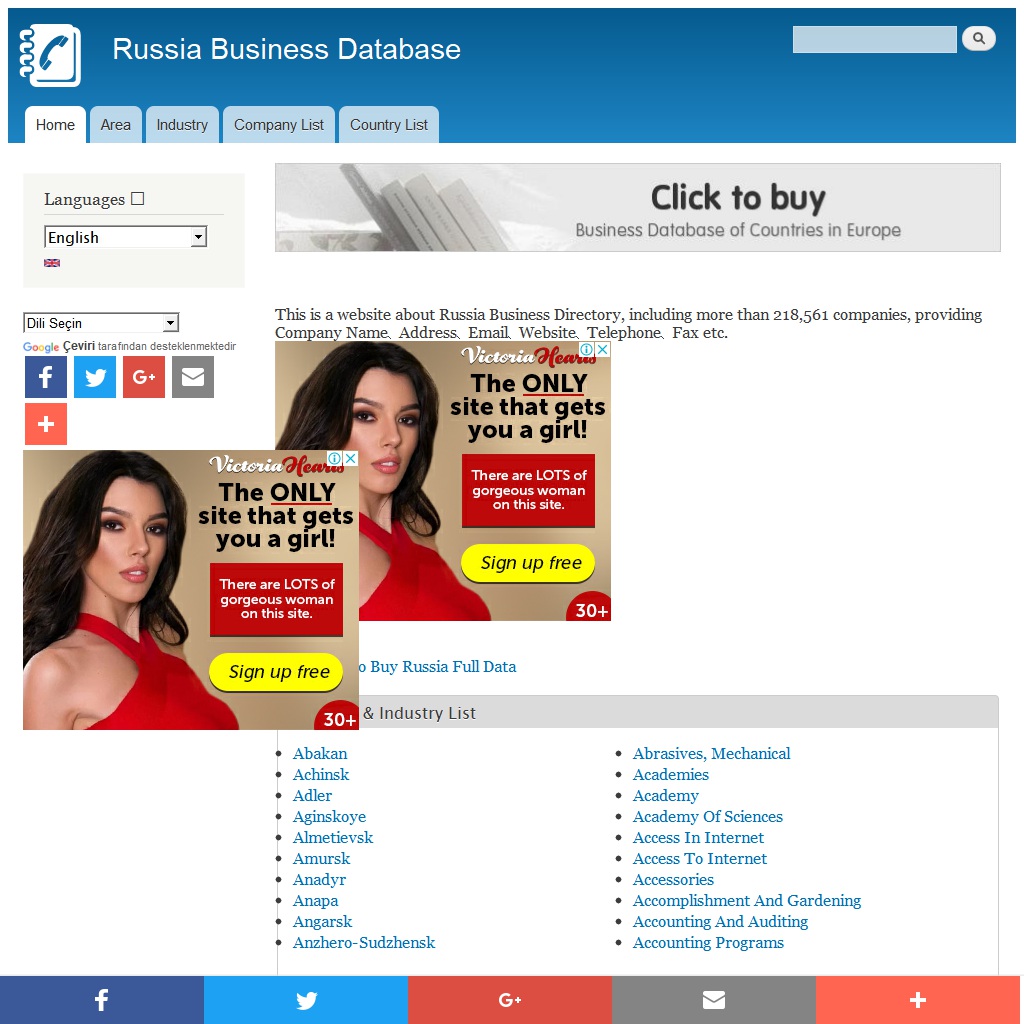 Russia Business Database
Home
Area
Industry
Company List
Country List
Languages
English
Click to buy
Business Database of Countries in Europe
Dili Seçin
Google Çeviri tarafından desteklenmektedir
This is a website about Russia Business Directory, including more than 218,561 companies, providing
Company Name、Address、Email、Website、Telephone、Fax etc.
Victoria Hearts
The ONLY
site that gets
you a girl!
There are LOTS of
gorgeous woman
on this site.
Sign up free
30+
Victoria Hearts
The ONLY
site that gets
you a girl!
There are LOTS of
gorgeous woman
on this site.
Sign up free
30+
o Buy Russia Full Data
& Industry List
Abakan
Achinsk
Adler
Aginskoye
Almetievsk
Amursk
Anadyr
Anapa
Angarsk
Anzhero-Sudzhensk
Abrasives, Mechanical
Academies
Academy
Academy Of Sciences
Access In Internet
Access To Internet
Accessories
Accomplishment And Gardening
Accounting And Auditing
Accounting Programs